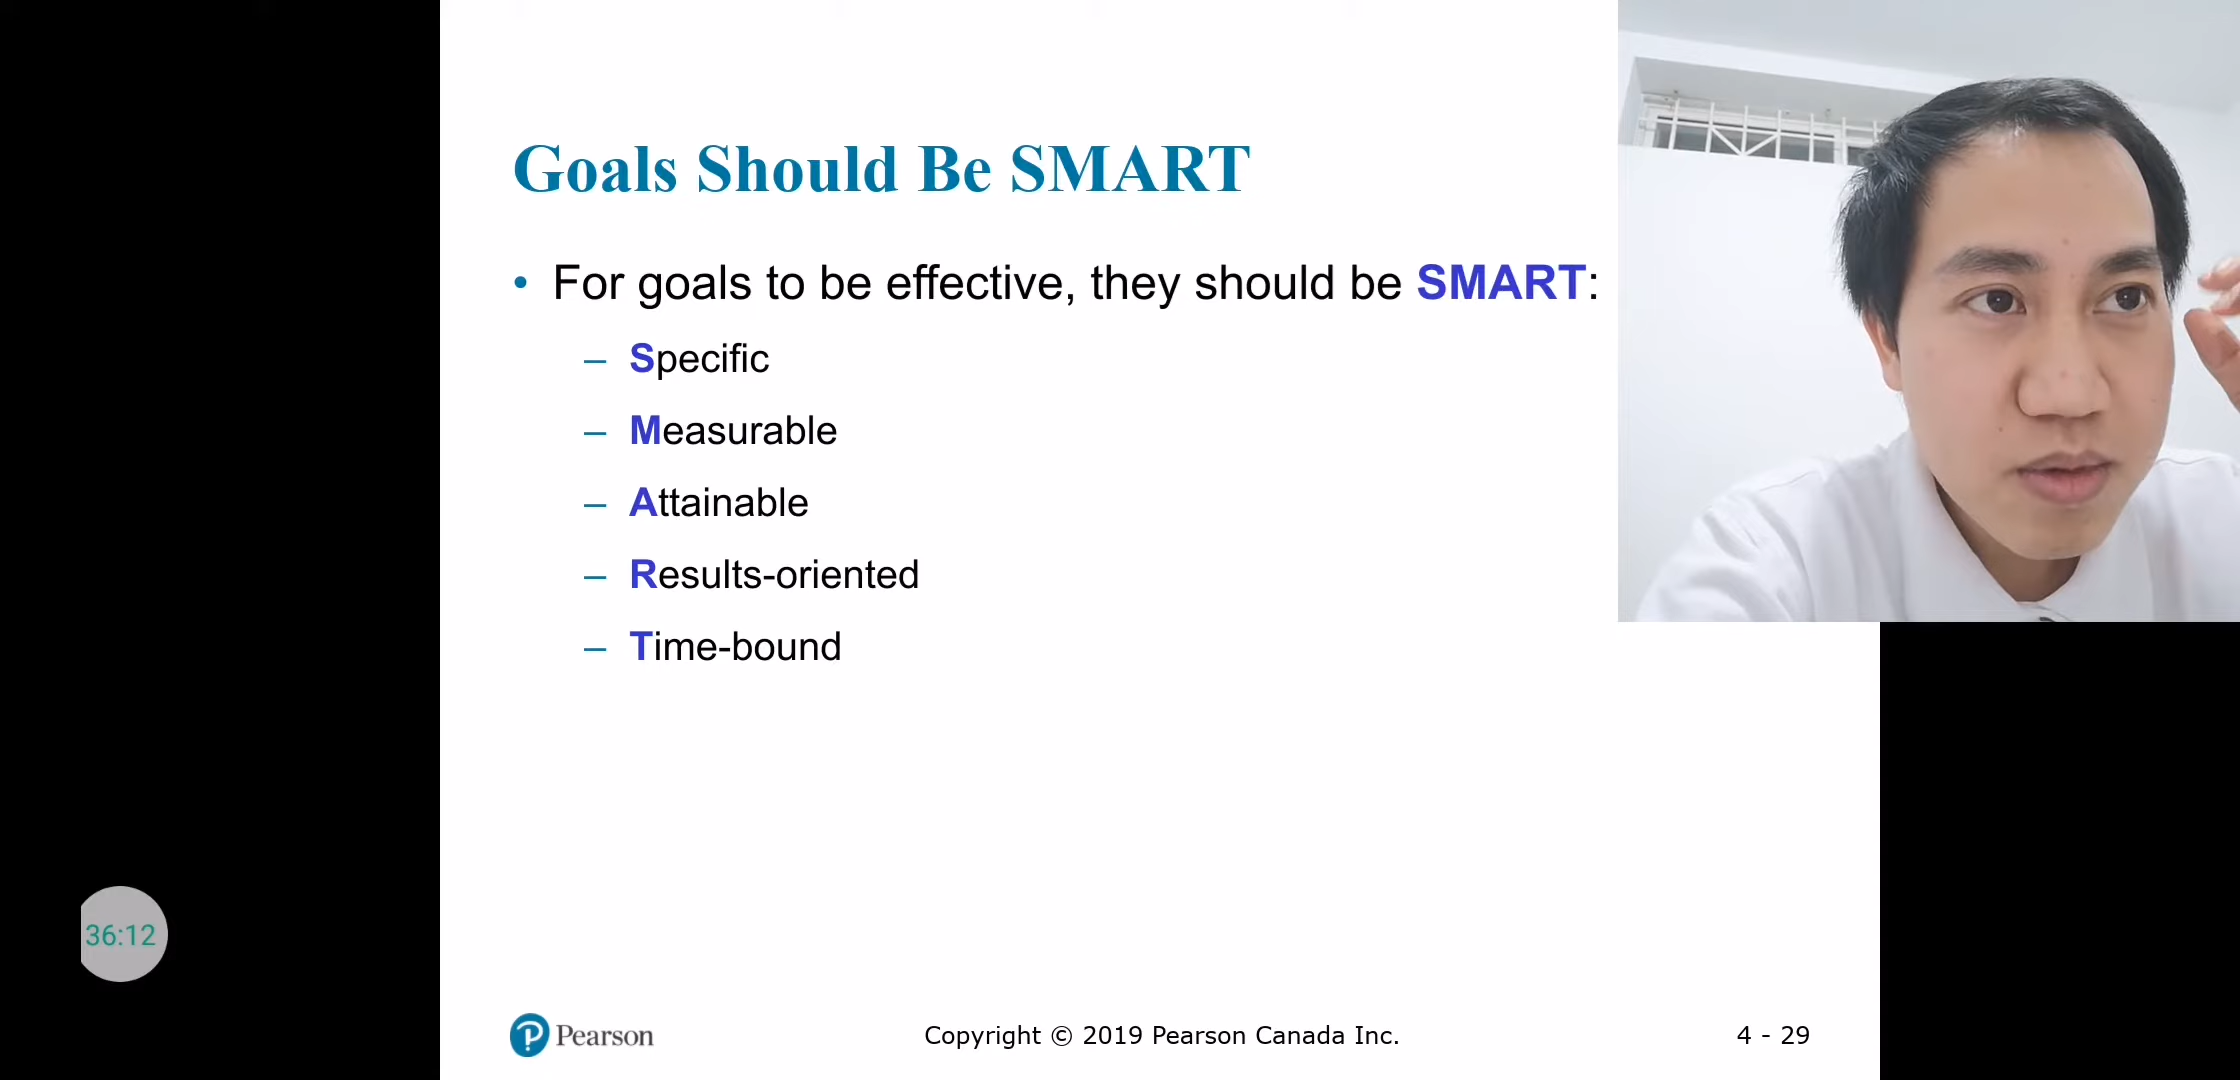 Goals Should Be SMART
• For goals to be effective, they should be SMART:
– Specific
– Measurable
– Attainable
– Results-oriented
– Time-bound
36:12
Pearson
Copyright © 2019 Pearson Canada Inc.
4 - 29